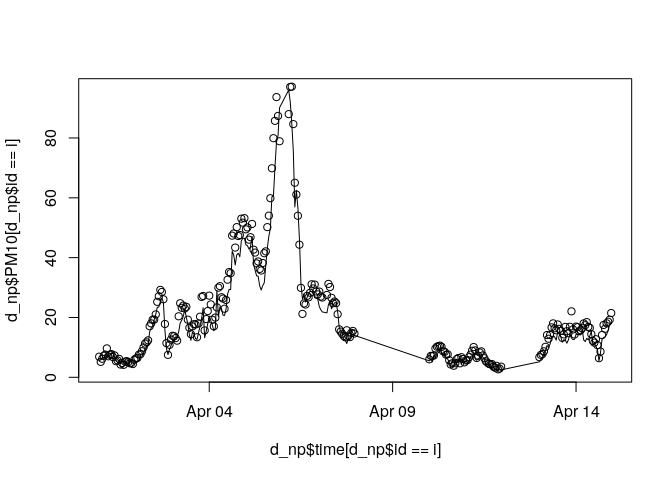 d_np$PM10[d_np$id == i]
80
60
40
20
0
Apr 04
Apr 09
Apr 14
d_np$time[d_np$id == i]